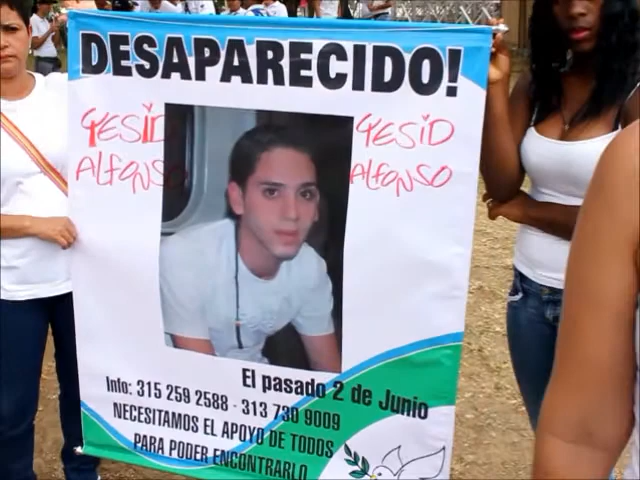 DESAPARECIDO!
YESID YESID
ALFONSO ALFONSO
El pasado 2 de Junio
Info: 315 259 2588 - 313 730 9009
NECESITAMOS EL APOYO DE TODOS
PARA PODER ENCONTRARLO